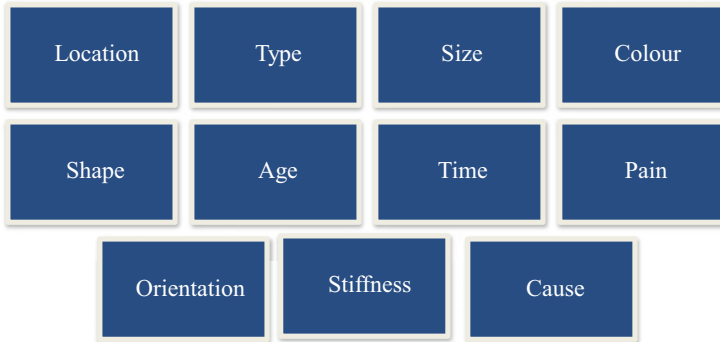 Location Type Size Colour
Shape Age Time Pain
Orientation Stiffness Cause